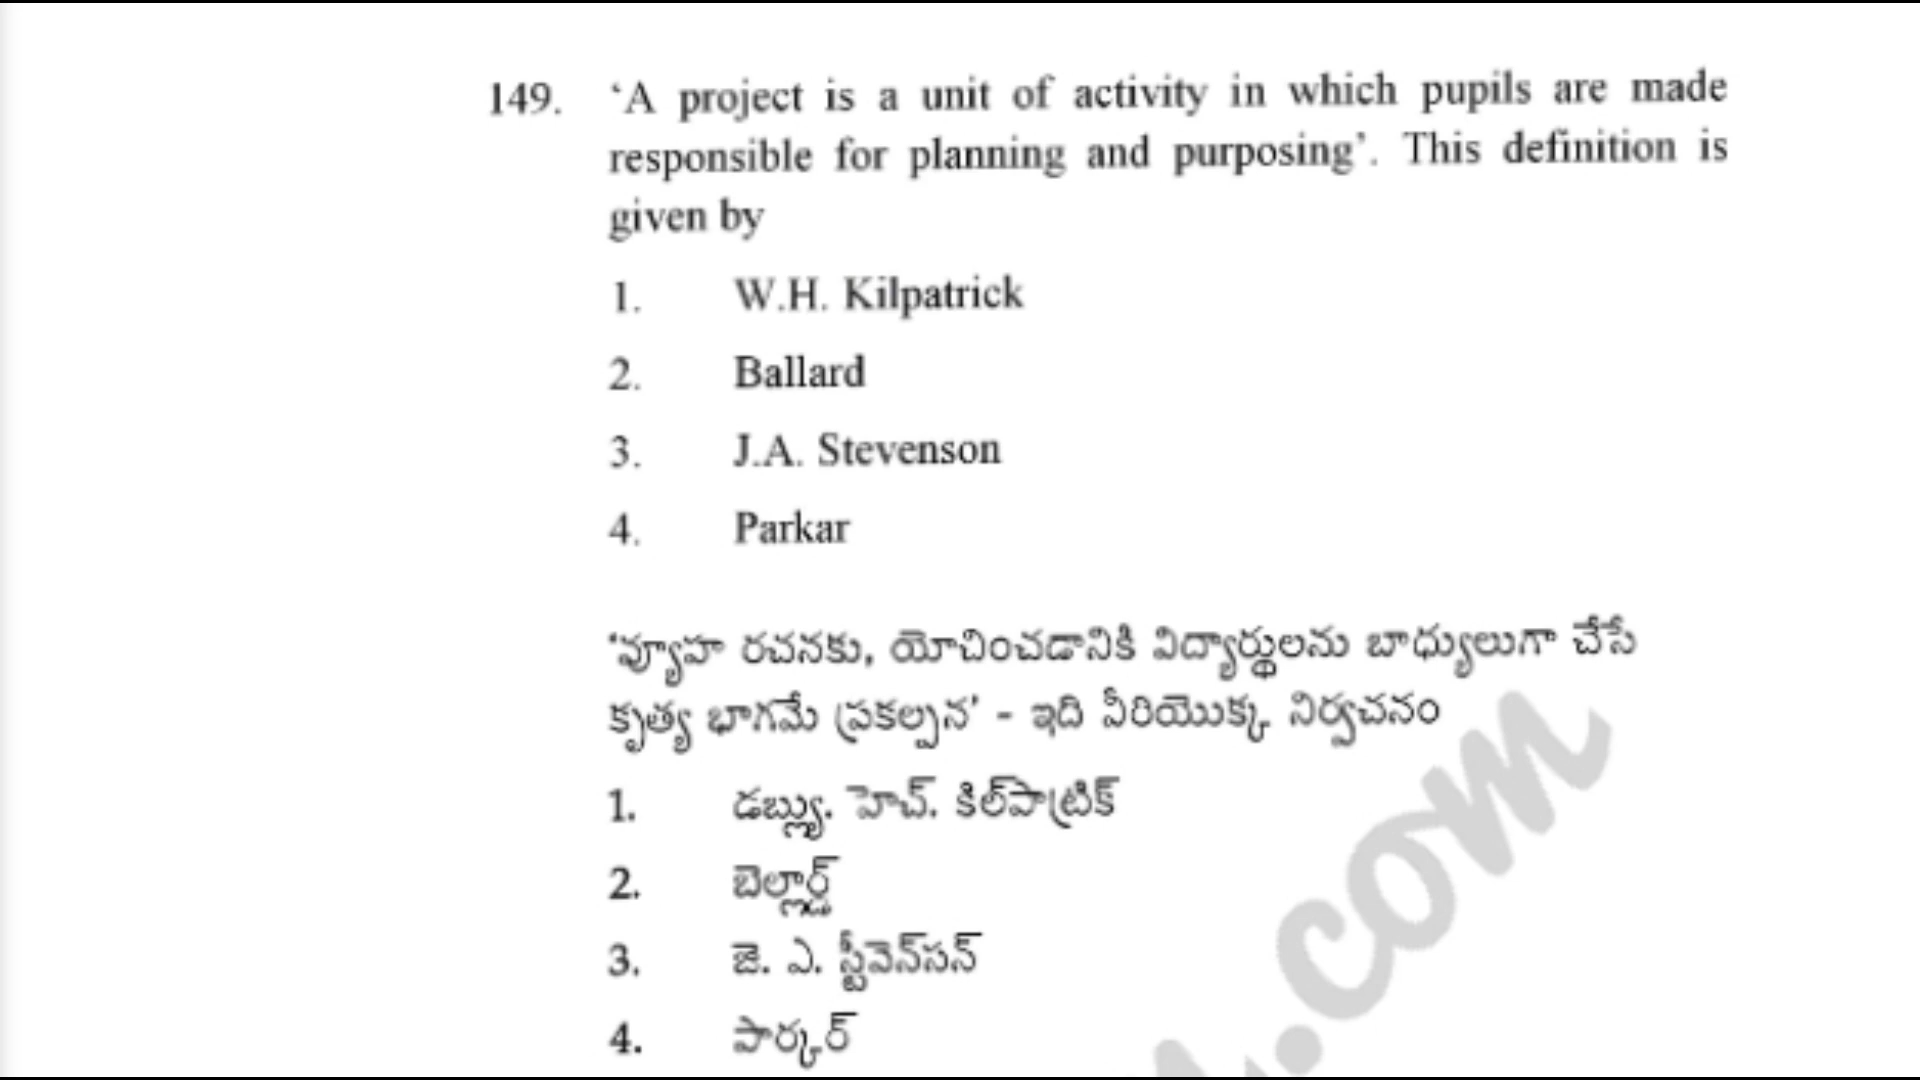 149. ‘A project is a unit of activity in which pupils are made
responsible for planning and purposing’. This definition is
given by
1. W.H. Kilpatrick
2. Ballard
3. J.A. Stevenson
4. Parkar
‘వ్యూహ రచనకు, యోచించడానికి విద్యార్థులను బాధ్యులుగా చేసే
కృత్య భాగమే ప్రకల్పన’ - ఇది వీరియొక్క నిర్వచనం
1. డబ్ల్యు. హెచ్. కిల్‌పాట్రిక్
2. బెల్లార్డ్
3. జె. ఎ. స్టీవెన్‌సన్
4. పార్కర్
.com